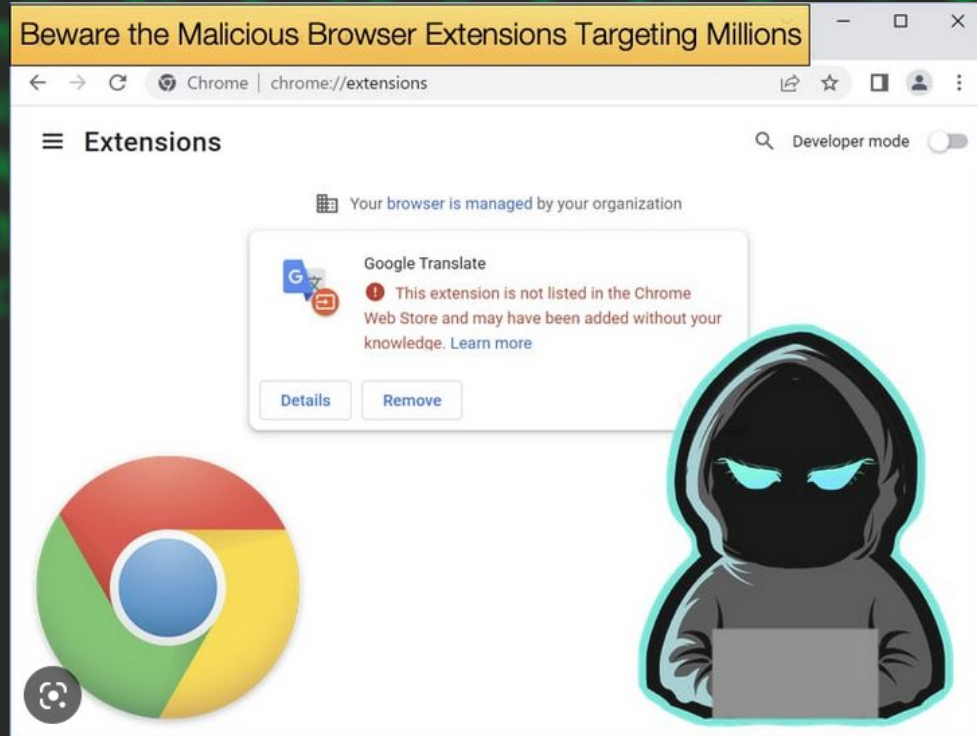 Beware the Malicious Browser Extensions Targeting Millions
Chrome | chrome://extensions
Extensions
Developer mode
Your browser is managed by your organization
Google Translate
This extension is not listed in the Chrome
Web Store and may have been added without your
knowledge. Learn more
Details
Remove